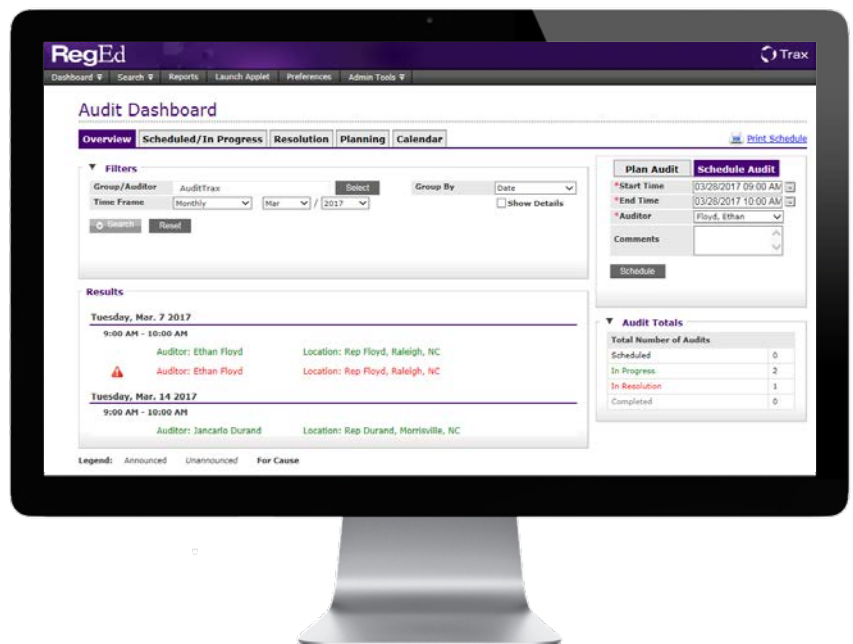 RegEd
Trax
Dashboard Search Reports Launch Applet Preferences Admin Tools
Audit Dashboard
Overview Scheduled/In Progress Resolution Planning Calendar
Print Schedule
Filters
Group/Auditor AuditTrax Select Group By Date
Time Frame Monthly Mar / 2017 Show Details
Search Reset
Plan Audit Schedule Audit
*Start Time 03/28/2017 09:00 AM
*End Time 03/28/2017 10:00 AM
*Auditor Floyd, Ethan
Comments
Schedule
Results
Tuesday, Mar. 7 2017
9:00 AM - 10:00 AM
Auditor: Ethan Floyd Location: Rep Floyd, Raleigh, NC
Auditor: Ethan Floyd Location: Rep Floyd, Raleigh, NC
Tuesday, Mar. 14 2017
9:00 AM - 10:00 AM
Auditor: Jancarlo Durand Location: Rep Durand, Morrisville, NC
Legend: Announced Unannounced For Cause
Audit Totals
Total Number of Audits
Scheduled 0
In Progress 2
In Resolution 1
Completed 0